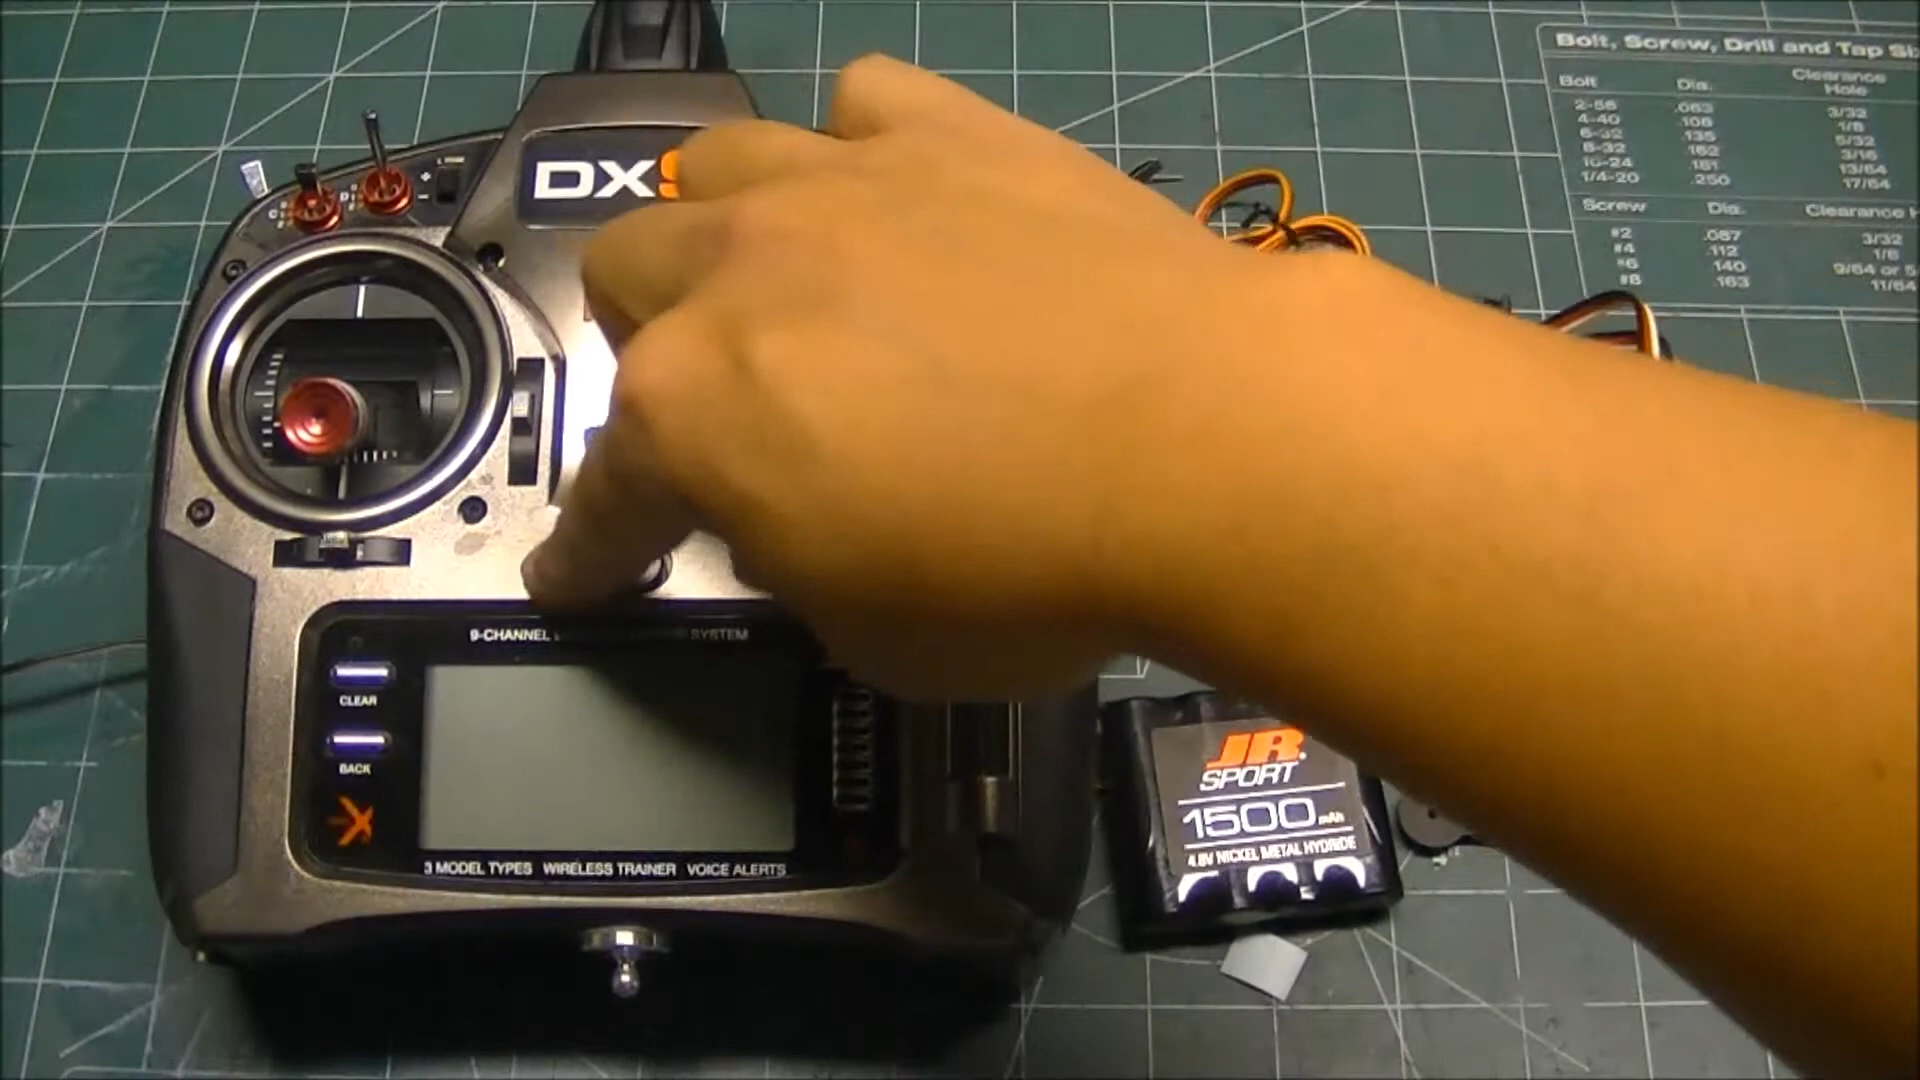 Bolt, Screw, Drill and Tap Si
Bolt Dia. Clearance Hole
2-56 .063 3/32
4-40 .106 1/8
6-32 .135 5/32
8-32 .162 3/16
10-24 .181 13/64
1/4-20 .250 17/64
Screw Dia. Clearance H
#2 .087 3/32
#4 .112 1/8
#6 .140 9/64 or 5
#8 .163 11/64
DX
9-CHANNEL SYSTEM
CLEAR
BACK
3 MODEL TYPES WIRELESS TRAINER VOICE ALERTS
JR
SPORT
1500 mAh
4.8V NICKEL METAL HYDRIDE